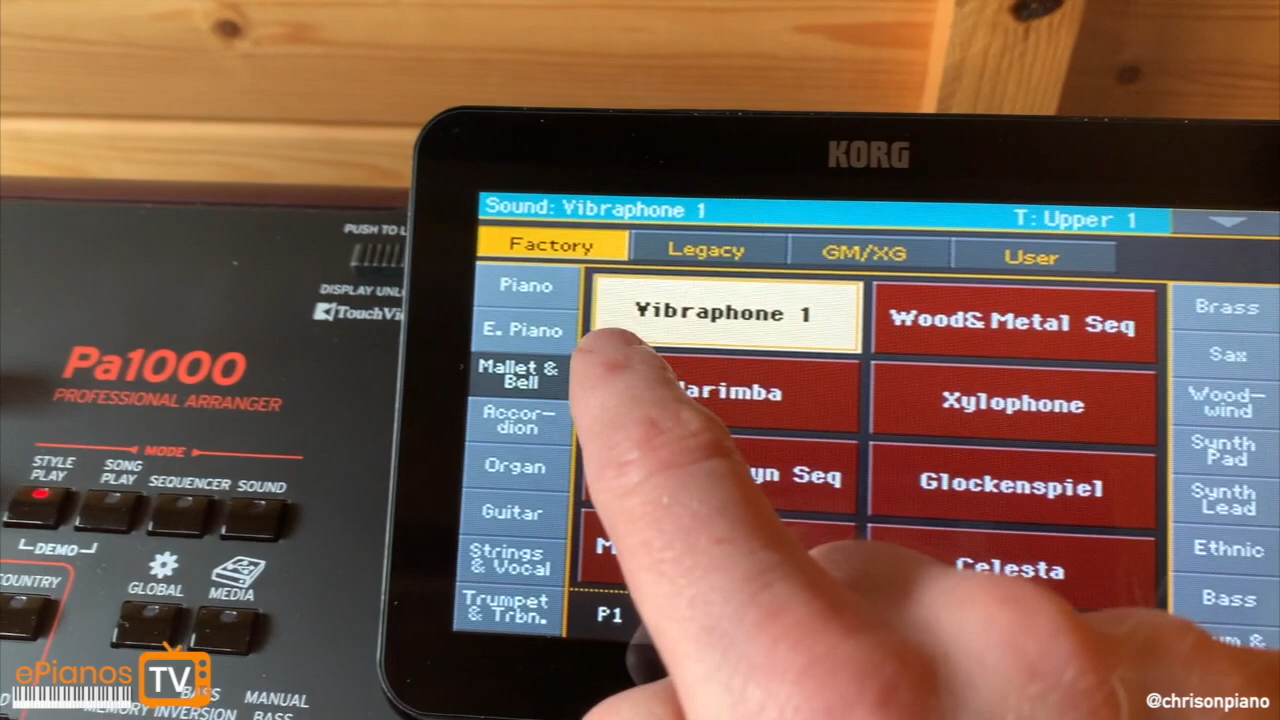 KORG
Sound: Vibraphone 1
T: Upper 1
Factory
Legacy
GM/XG
User
Piano
E. Piano
Mallet &
Bell
Accor-
dion
Organ
Guitar
Strings
& Vocal
Trumpet
& Trbn.
Vibraphone 1
Wood& Metal Seq
Marimba
Xylophone
Seq
Glockenspiel
Celesta
P1
Brass
Sax
Wood-
wind
Synth
Pad
Synth
Lead
Ethnic
Bass
&
PUSH TO
DISPLAY
Pa1000
PROFESSIONAL ARRANGER
MODE
STYLE
PLAY
SONG
PLAY
SEQUENCER
SOUND
DEMO
GLOBAL
MEDIA
BASS
INVERSION
MEMORY
MANUAL
BASS
ePianos
TV
@chrisonpiano